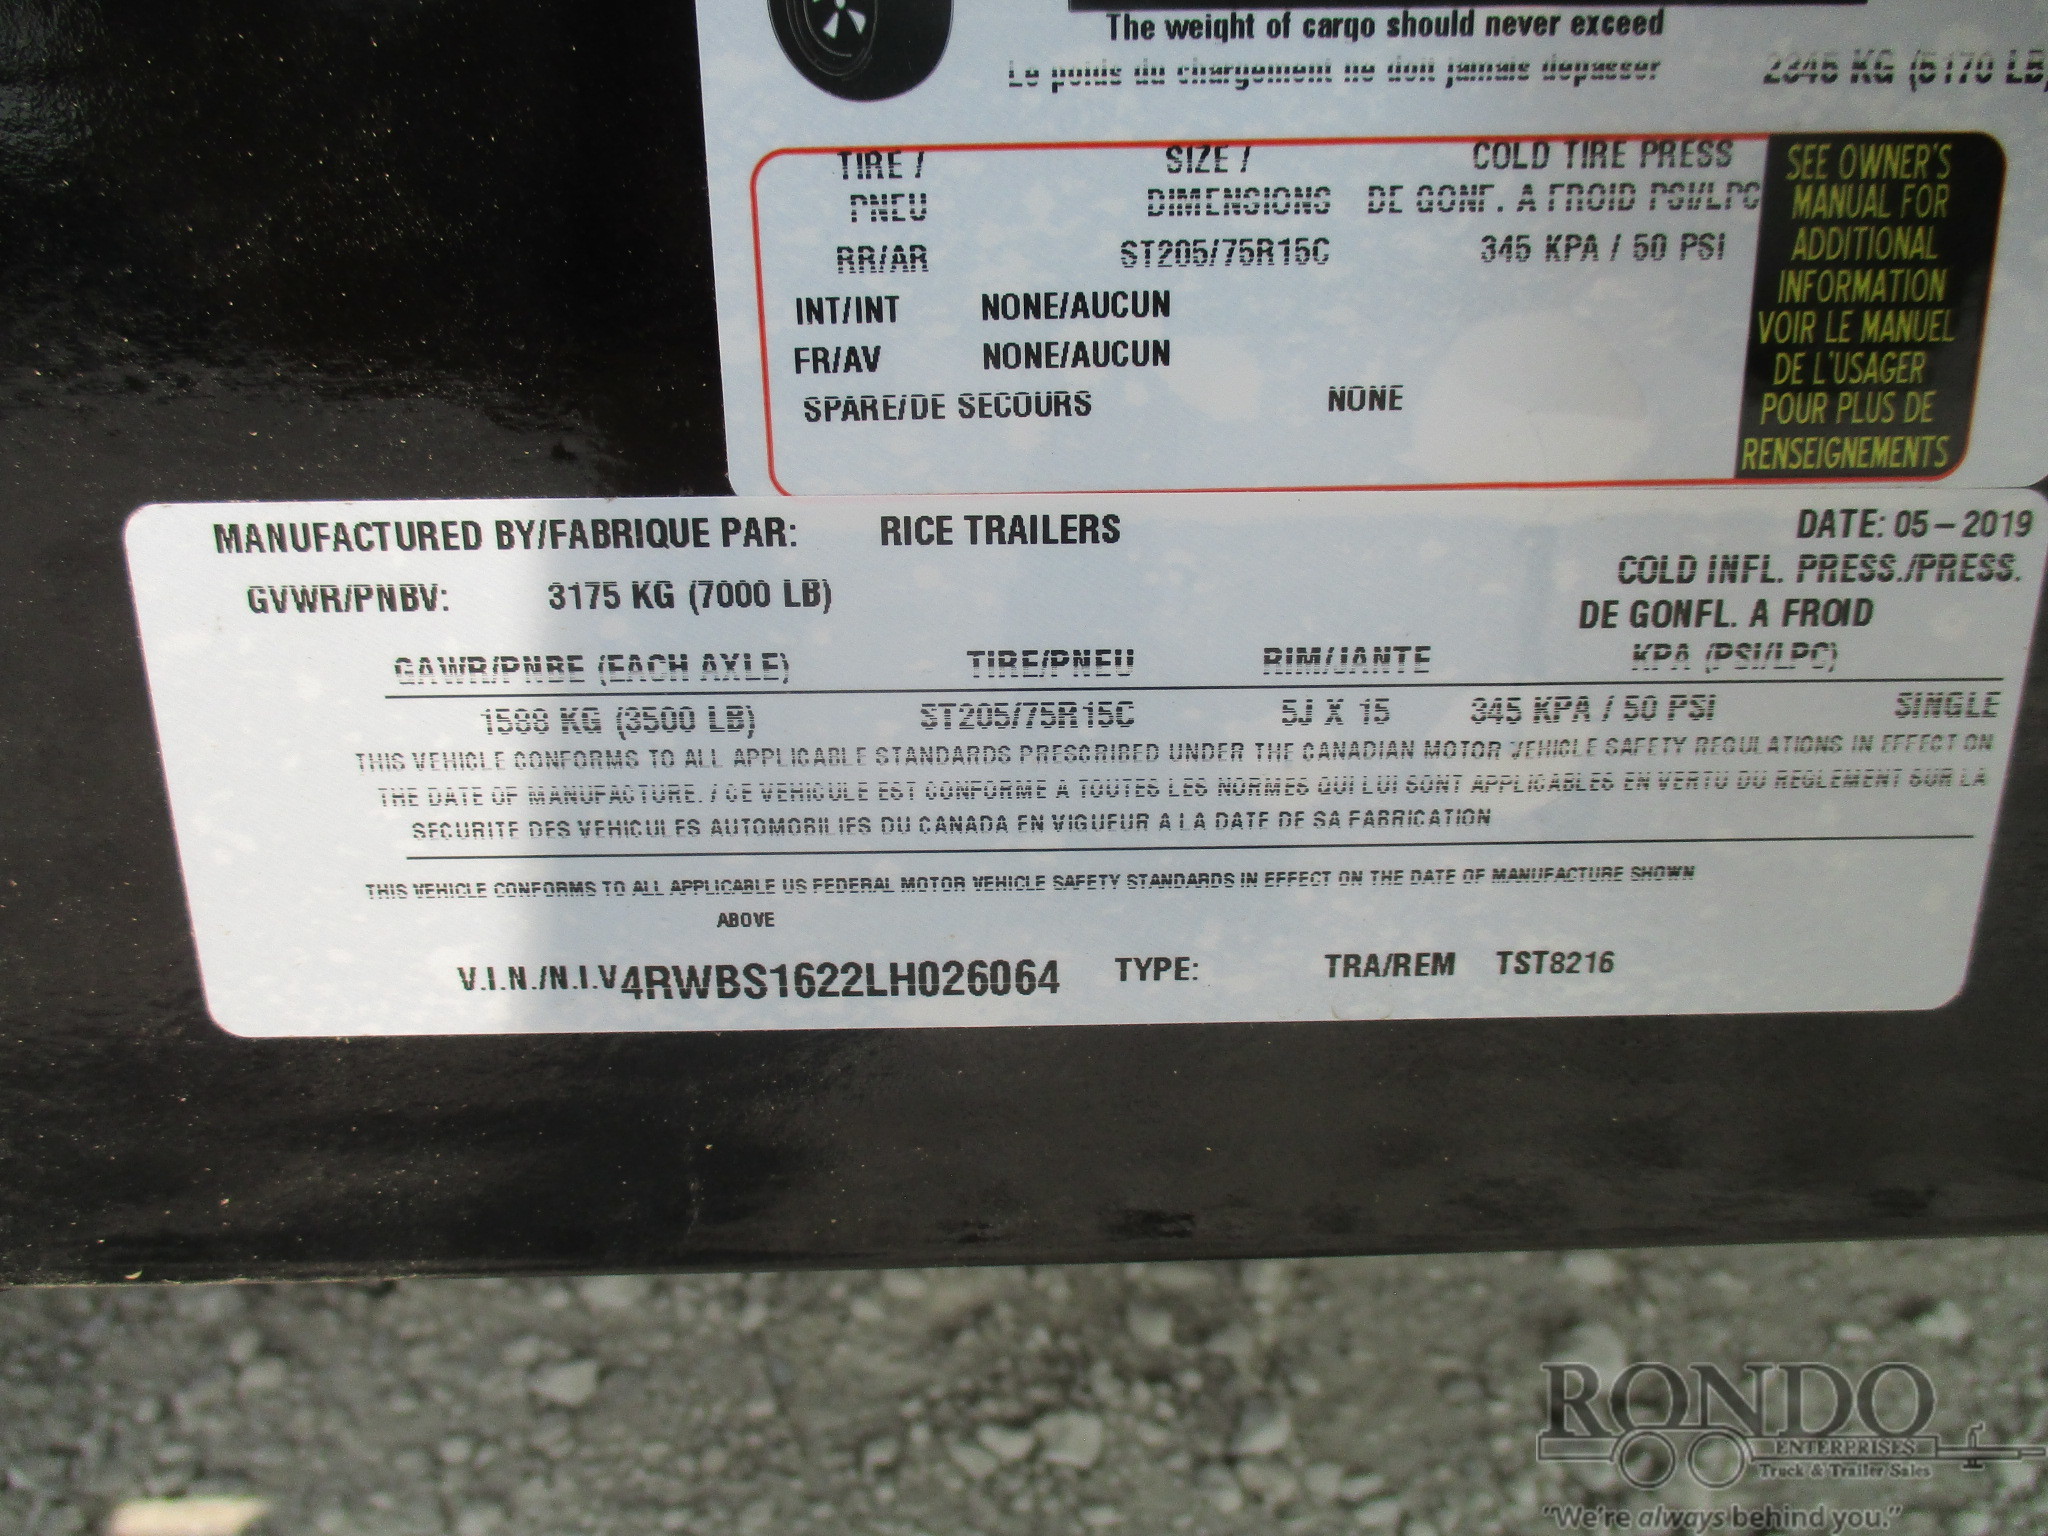 The weight of cargo should never exceed
Le poids du chargement ne doit jamais depasser 2345 KG (5170 LB)
TIRE / SIZE / COLD TIRE PRESS
PNEU DIMENSIONS DE GONF. A FROID PSI/LPC
RR/AR ST205/75R15C 345 KPA / 50 PSI
INT/INT NONE/AUCUN
FR/AV NONE/AUCUN
SPARE/DE SECOURS NONE
SEE OWNER'S
MANUAL FOR
ADDITIONAL
INFORMATION
VOIR LE MANUEL
DE L'USAGER
POUR PLUS DE
RENSEIGNEMENTS
MANUFACTURED BY/FABRIQUE PAR: RICE TRAILERS DATE: 05-2019
COLD INFL. PRESS./PRESS.
GVWR/PNBV: 3175 KG (7000 LB) DE GONFL. A FROID
GAWR/PNBE (EACH AXLE) TIRE/PNEU RIM/JANTE KPA (PSI/LPC)
1588 KG (3500 LB) ST205/75R15C 5J X 15 345 KPA / 50 PSI SINGLE
THIS VEHICLE CONFORMS TO ALL APPLICABLE STANDARDS PRESCRIBED UNDER THE CANADIAN MOTOR VEHICLE SAFETY REGULATIONS IN EFFECT ON
THE DATE OF MANUFACTURE. / CE VEHICULE EST CONFORME A TOUTES LES NORMES QUI LUI SONT APPLICABLES EN VERTU DU REGLEMENT SUR LA
SECURITE DES VEHICULES AUTOMOBILIES DU CANADA EN VIGUEUR A LA DATE DE SA FABRICATION
THIS VEHICLE CONFORMS TO ALL APPLICABLE US FEDERAL MOTOR VEHICLE SAFETY STANDARDS IN EFFECT ON THE DATE OF MANUFACTURE SHOWN
ABOVE
V.I.N./N.I.V 4RWBS1622LH026064 TYPE: TRA/REM TST8216
RONDO
ENTERPRISES
Truck & Trailer Sales
"We're always behind you."